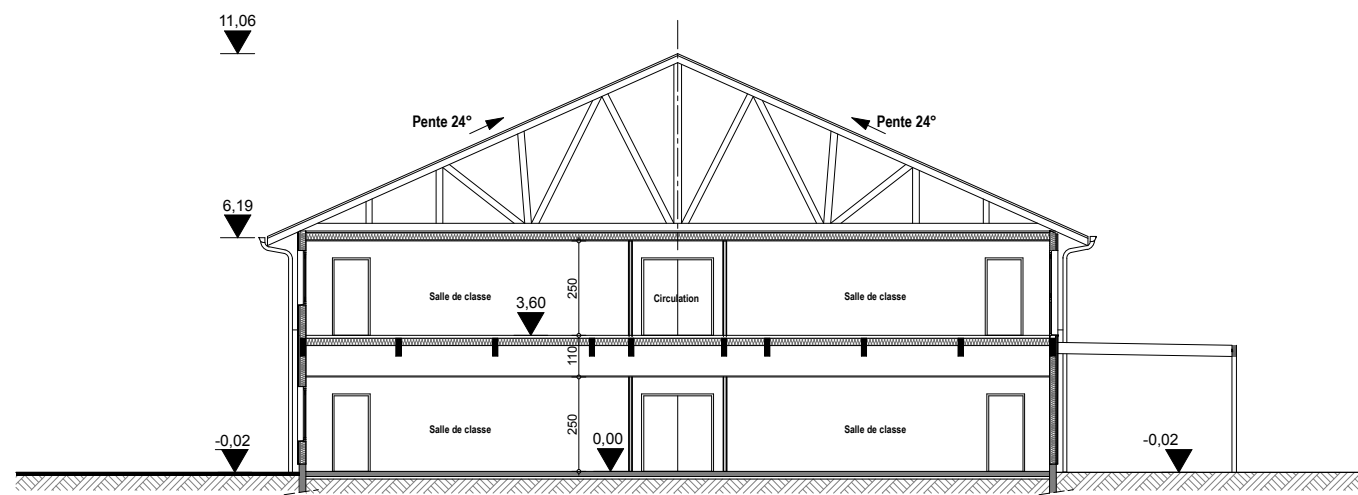 11,06
Pente 24°
Pente 24°
6,19
250
Salle de classe
Circulation
Salle de classe
3,60
110
250
Salle de classe
Salle de classe
-0,02
0,00
-0,02